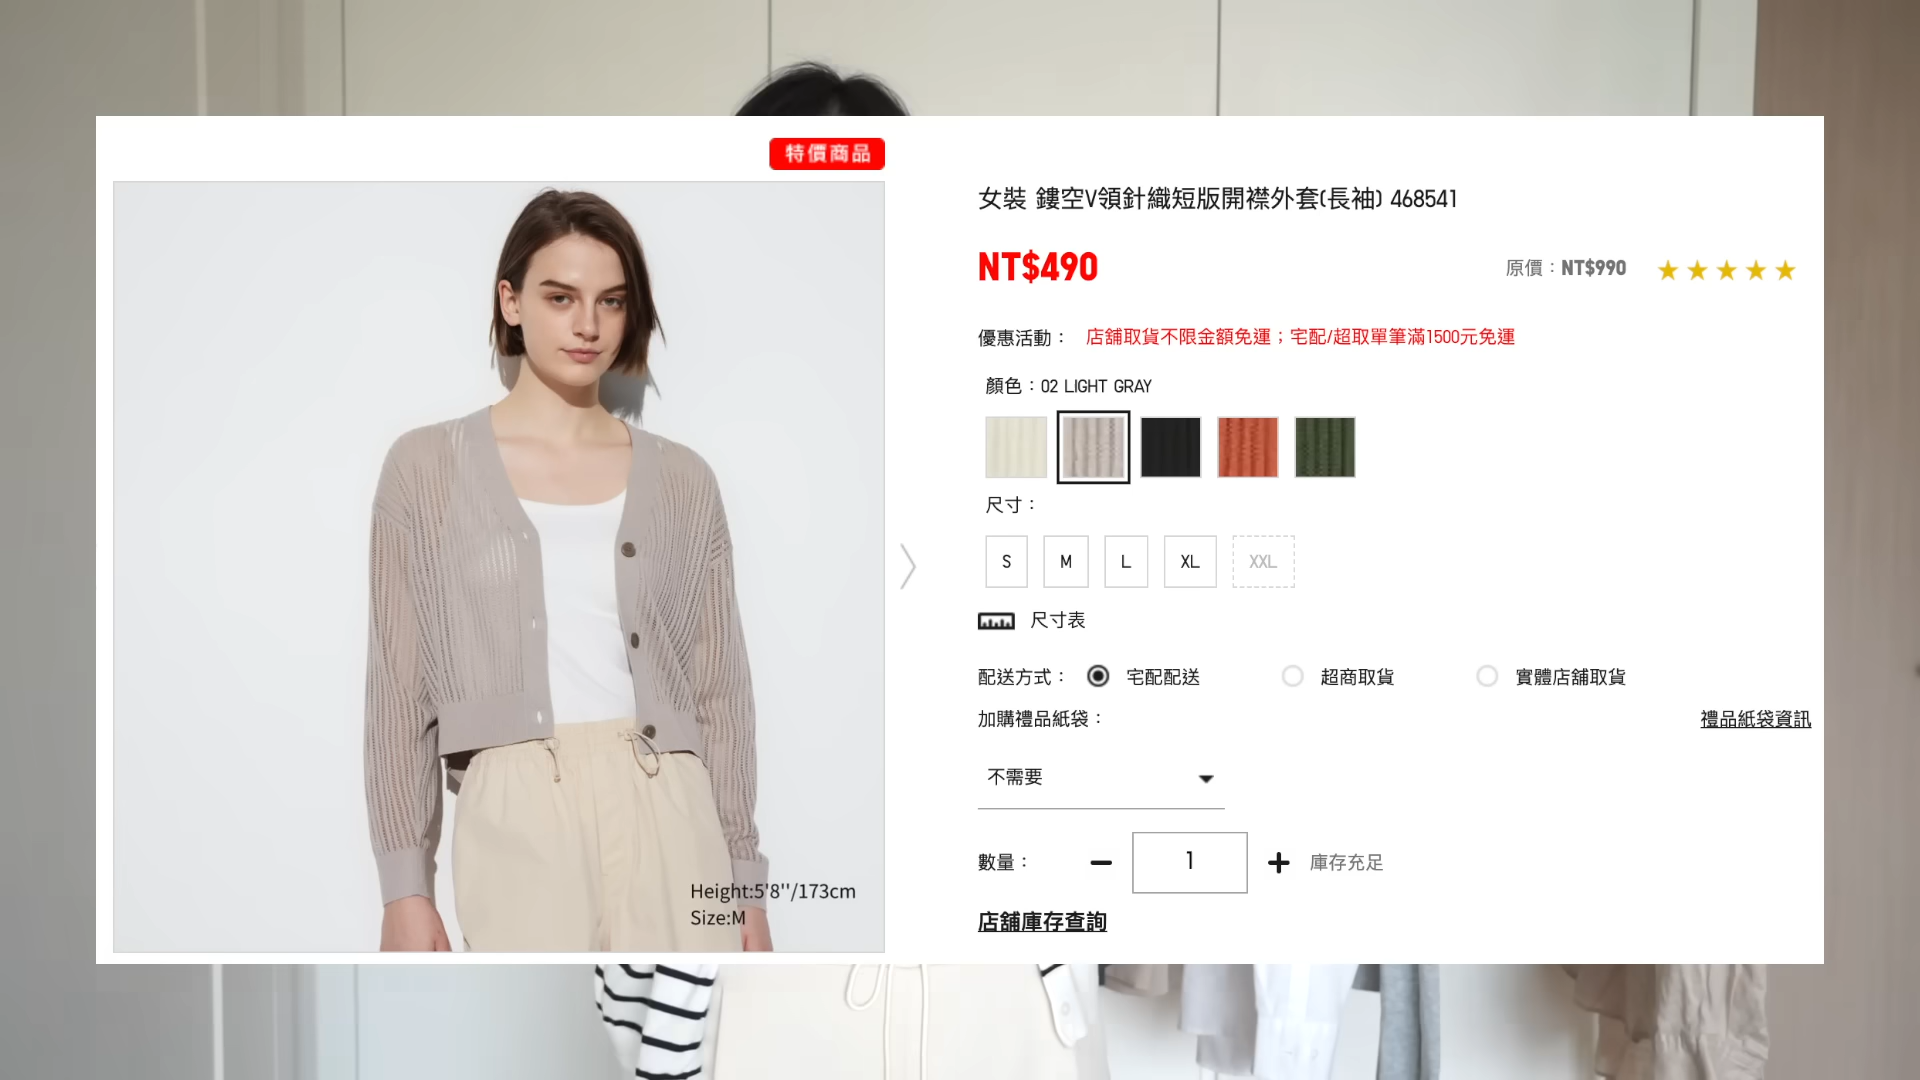 特價商品
女裝 鏤空V領針織短版開襟外套(長袖) 468541
NT$490
原價：NT$990
優惠活動： 店舖取貨不限金額免運；宅配/超取單筆滿1500元免運
顏色：02 LIGHT GRAY
尺寸：
S M L XL XXL
尺寸表
配送方式： 宅配配送 超商取貨 實體店舖取貨
加購禮品紙袋： 禮品紙袋資訊
不需要
數量： 1 庫存充足
店舖庫存查詢
Height:5'8''/173cm
Size:M